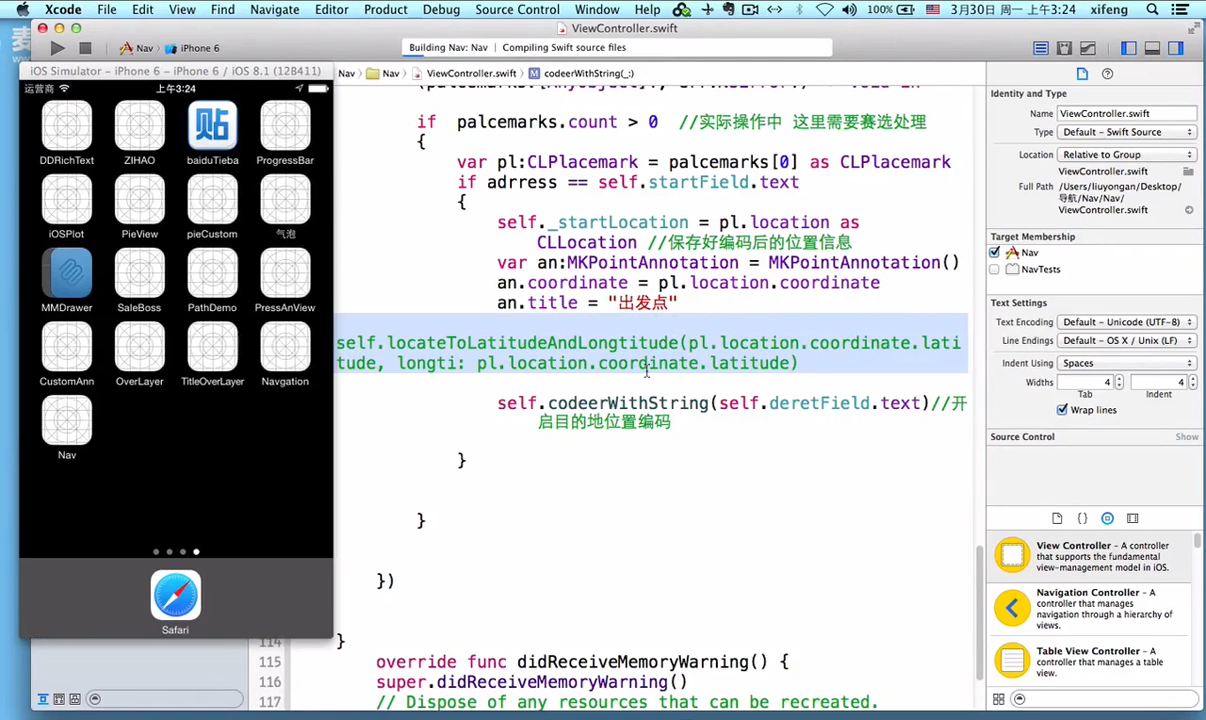 Xcode File Edit View Find Navigate Editor Product Debug Source Control Window Help 100% 3月30日 周一 上午3:24 xifeng
ViewController.swift
Nav iPhone 6
Building Nav: Nav Compiling Swift source files
iOS Simulator - iPhone 6 - iPhone 6 / iOS 8.1 (12B411)
Nav Nav ViewController.swift codeerWithString(_:)
运营商 上午3:24
DDRichText ZIHAO baiduTieba ProgressBar
贴
iOSPlot PieView pieCustom 气泡
MMDrawer SaleBoss PathDemo PressAnView
CustomAnn OverLayer TitleOverLayer Navgation
Nav
Safari
if palcemarks.count > 0 //实际操作中 这里需要赛选处理
{
var pl:CLPlacemark = palcemarks[0] as CLPlacemark
if adrress == self.startField.text
{
self._startLocation = pl.location as
CLLocation //保存好编码后的位置信息
var an:MKPointAnnotation = MKPointAnnotation()
an.coordinate = pl.location.coordinate
an.title = "出发点"
self.locateToLatitudeAndLongtitude(pl.location.coordinate.lati
tude, longti: pl.location.coordinate.latitude)
self.codeerWithString(self.deretField.text)//开
启目的地位置编码
}
}
})
114 }
115 override func didReceiveMemoryWarning() {
116 super.didReceiveMemoryWarning()
117 // Dispose of any resources that can be recreated.
Identity and Type
Name ViewController.swift
Type Default - Swift Source
Location Relative to Group
ViewController.swift
Full Path /Users/liuyongan/Desktop/
导航/Nav/Nav/
ViewController.swift
Target Membership
Nav
NavTests
Text Settings
Text Encoding Default - Unicode (UTF-8)
Line Endings Default - OS X / Unix (LF)
Indent Using Spaces
Widths 4 4
Tab Indent
Wrap lines
Source Control Show
View Controller - A controller
that supports the fundamental
view-management model in iOS.
Navigation Controller - A
controller that manages
navigation through a hierarchy of
views.
Table View Controller - A
controller that manages a table
view.